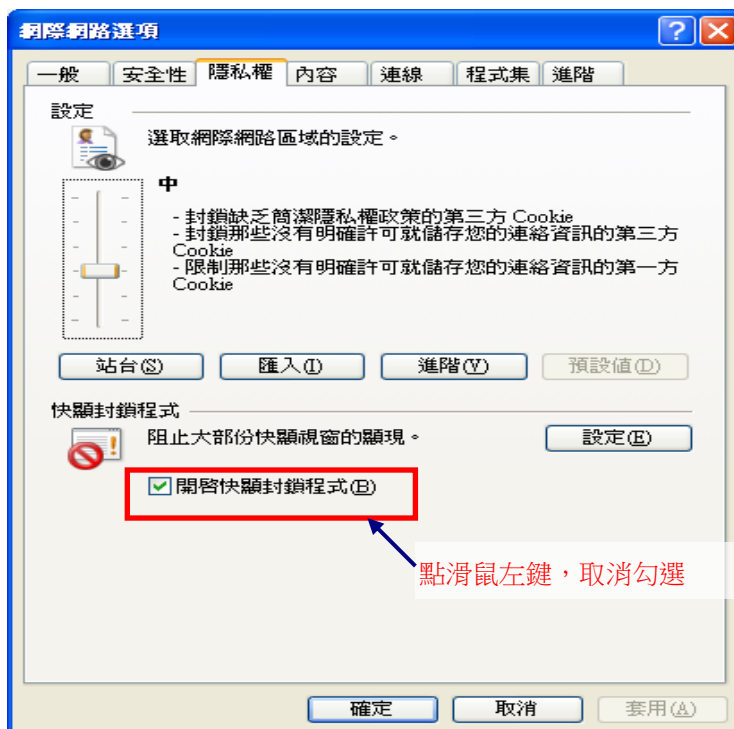 網際網路選項
一般 安全性 隱私權 內容 連線 程式集 進階
設定
選取網際網路區域的設定。
中
- 封鎖缺乏簡潔隱私權政策的第三方 Cookie
- 封鎖那些沒有明確許可就儲存您的連絡資訊的第三方
Cookie
- 限制那些沒有明確許可就儲存您的連絡資訊的第一方
Cookie
站台(S) 匯入(I) 進階(V) 預設值(D)
快顯封鎖程式
阻止大部份快顯視窗的顯現。 設定(E)
開啓快顯封鎖程式(B)
點滑鼠左鍵，取消勾選
確定 取消 套用(A)